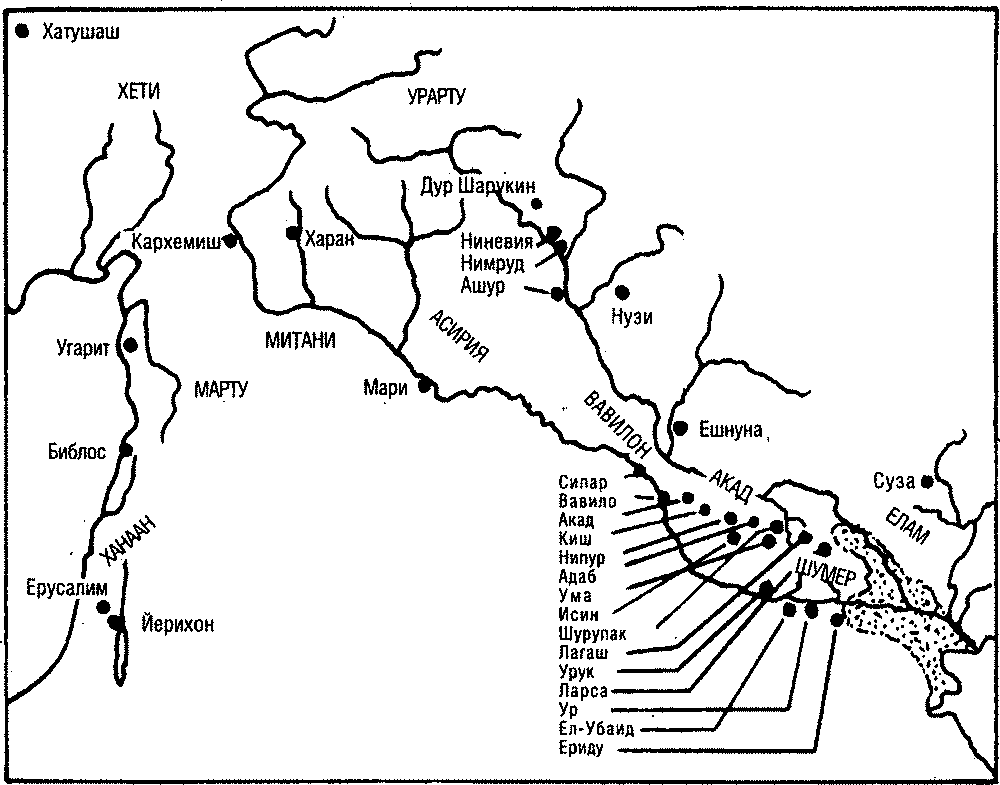 Хатушаш
ХЕТИ
УРАРТУ
Дур Шарукин
Кархемиш
Харан
Ниневия
Нимруд
Ашур
Нузи
МИТАНИ
АСИРИЯ
Угарит
МАРТУ
Мари
ВАВИЛОН
Ешнуна
Библос
АКАД
Суза
ЕЛАМ
Сипар
Вавило
Акад
Киш
Нипур
Адаб
Ума
Исин
Шурупак
Лагаш
Урук
Ларса
Ур
Ел-Убаид
Ериду
ШУМЕР
ХАНААН
Ерусалим
Йерихон